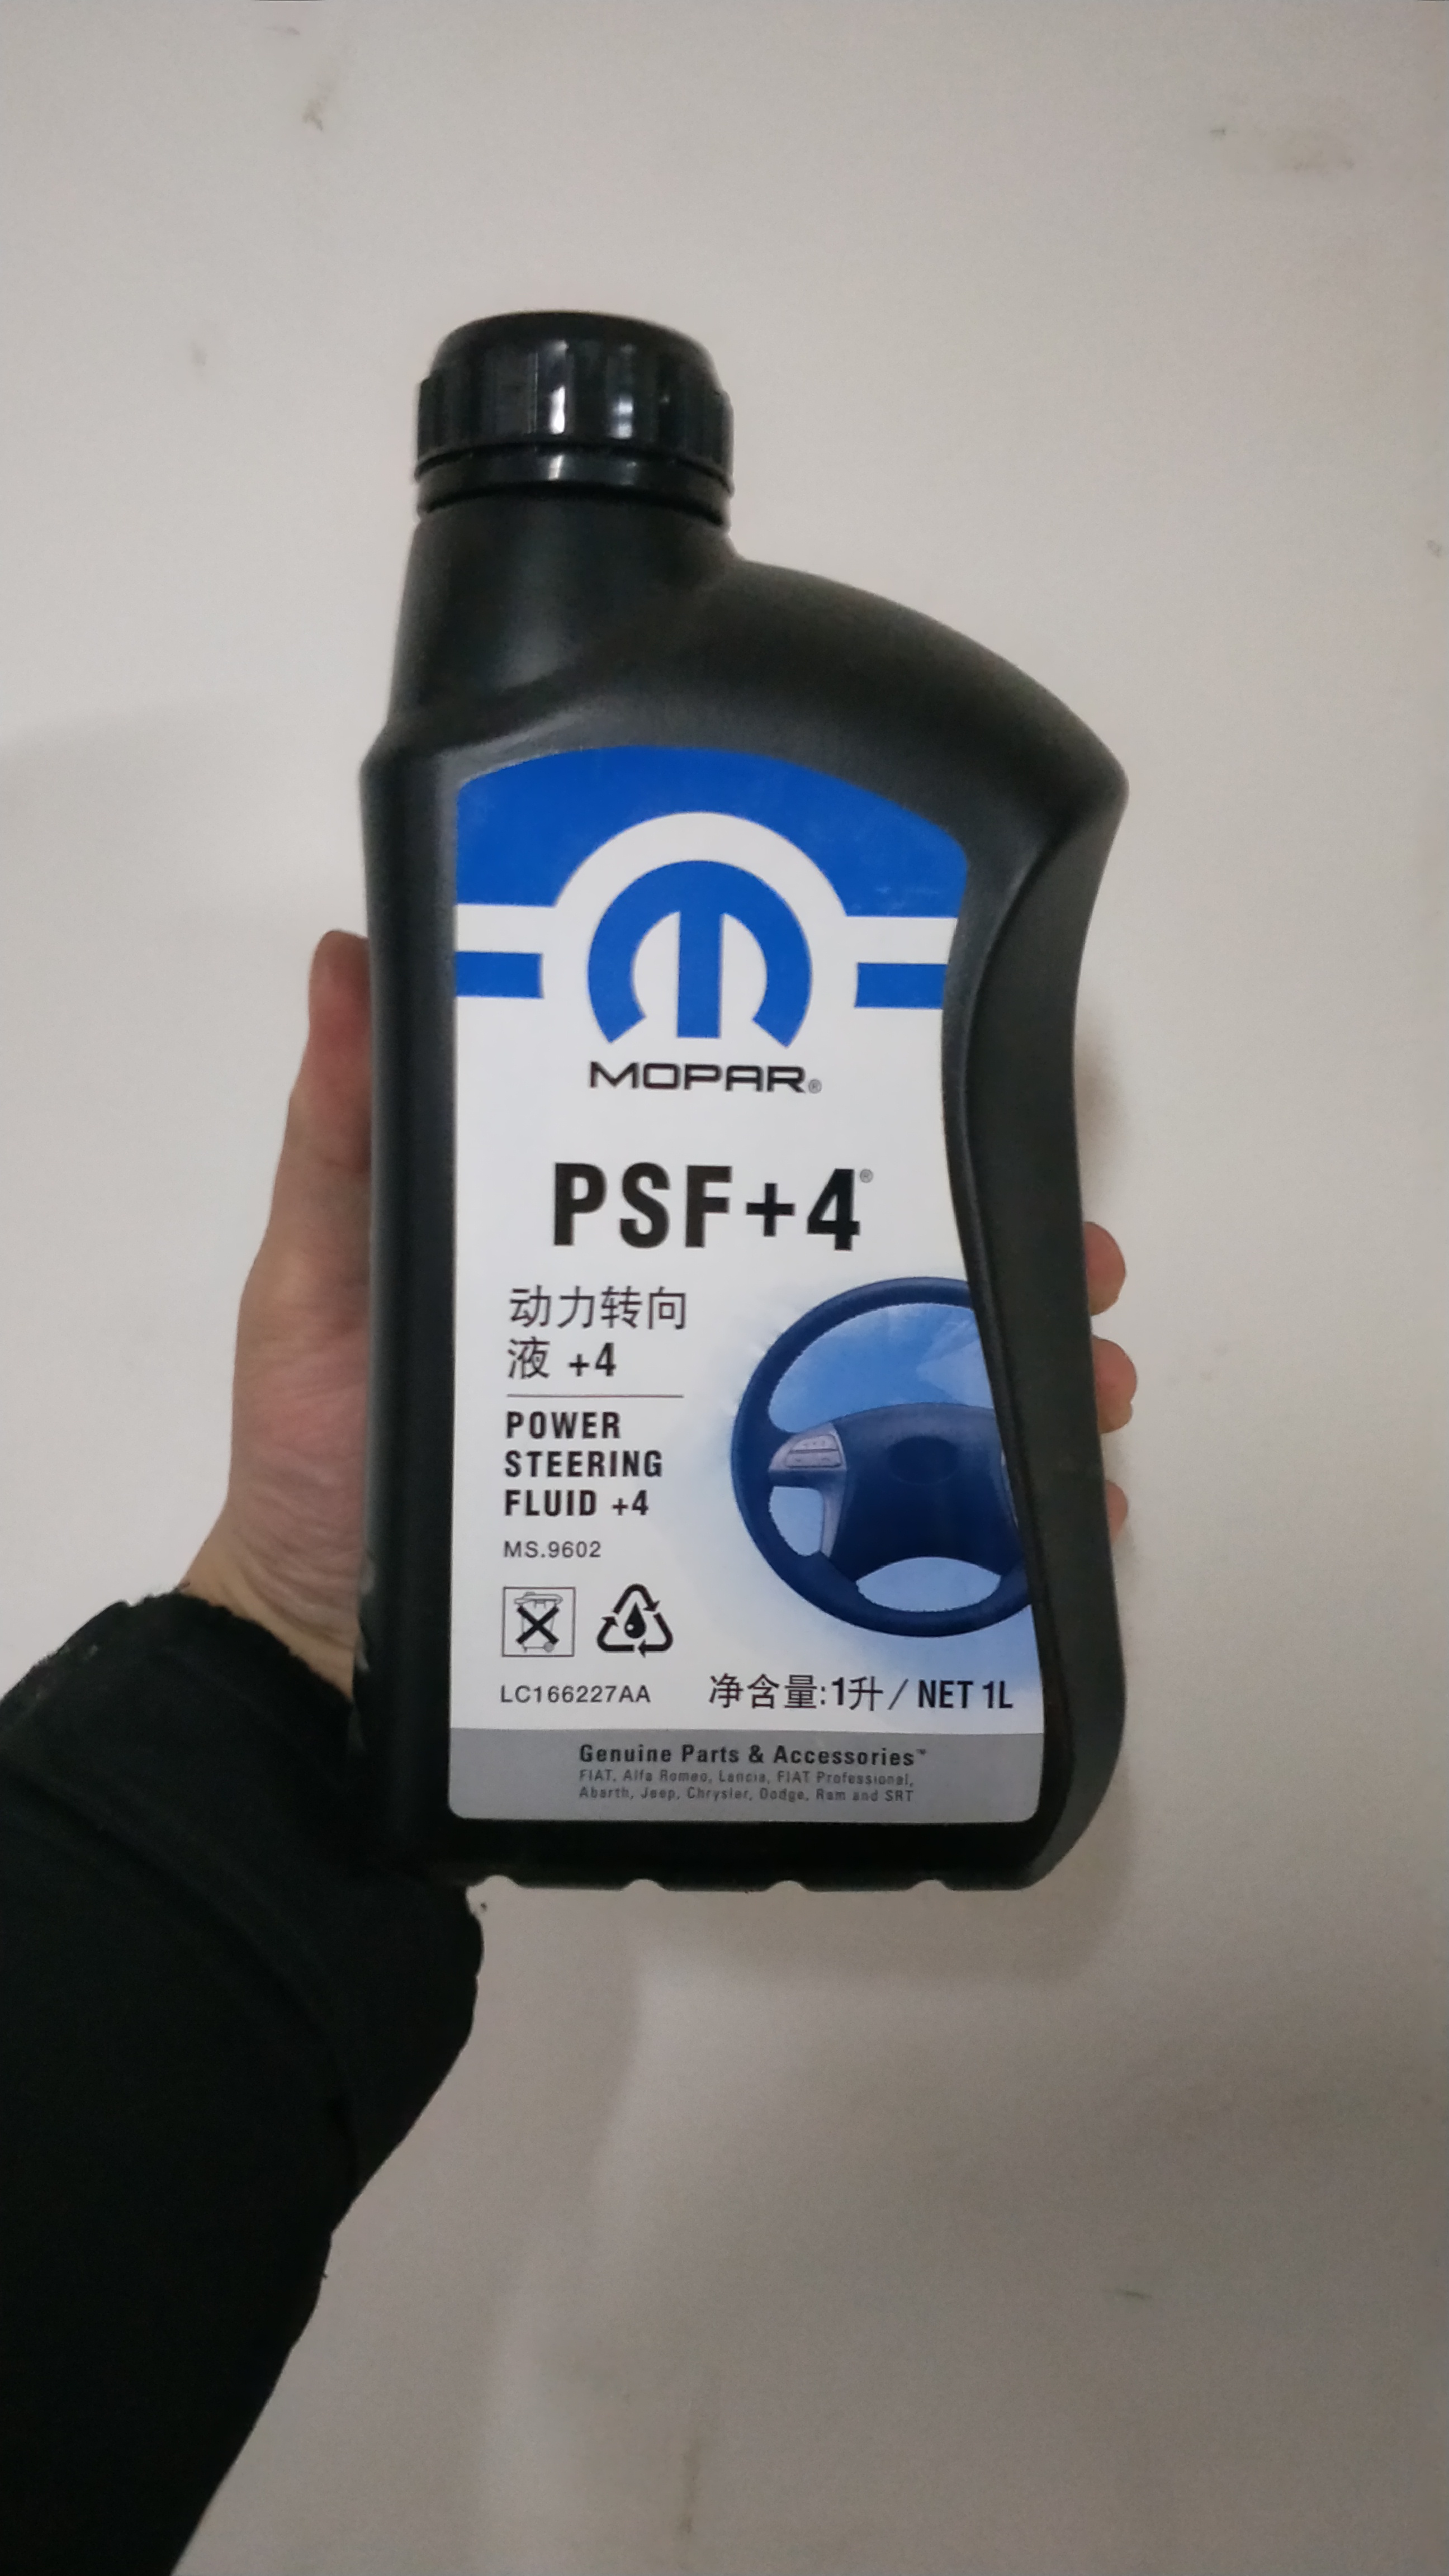 MOPAR®
PSF+4®
动力转向
液 +4
POWER
STEERING
FLUID +4
MS.9602
LC166227AA
净含量:1升/ NET 1L
Genuine Parts & Accessories™
FIAT, Alfa Romeo, Lancia, FIAT Professional,
Abarth, Jeep, Chrysler, Dodge, Ram and SRT